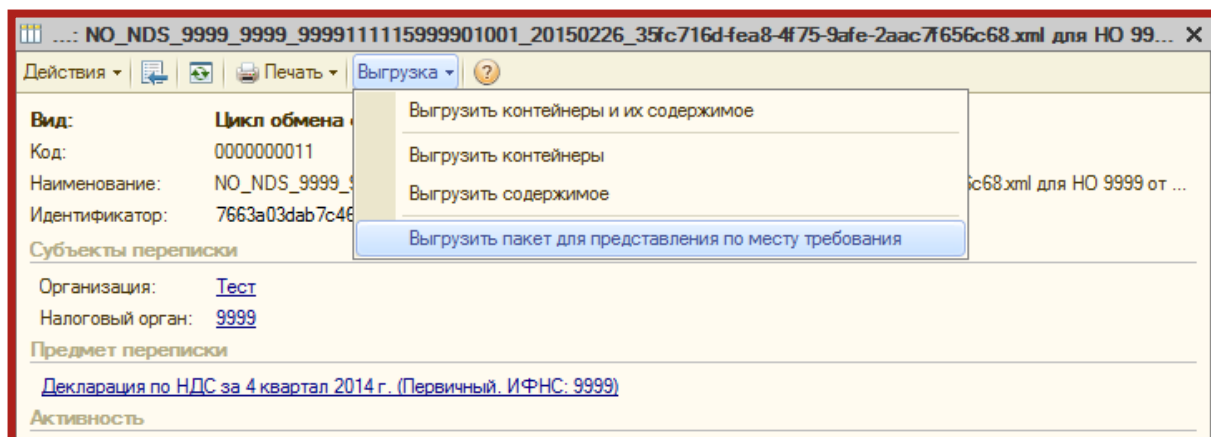 ...: NO_NDS_9999_9999_9999111115999901001_20150226_35fc716d-fea8-4f75-9afe-2aac7f656c68.xml для НО 99...
Действия Печать Выгрузка
Выгрузить контейнеры и их содержимое
Выгрузить контейнеры
Выгрузить содержимое
Выгрузить пакет для представления по месту требования
Вид: Цикл обмена
Код: 0000000011
Наименование: NO_NDS_9999_ 6c68.xml для НО 9999 от ...
Идентификатор: 7663a03dab7c46
Субъекты переписки
Организация: Тест
Налоговый орган: 9999
Предмет переписки
Декларация по НДС за 4 квартал 2014 г. (Первичный. ИФНС: 9999)
Активность